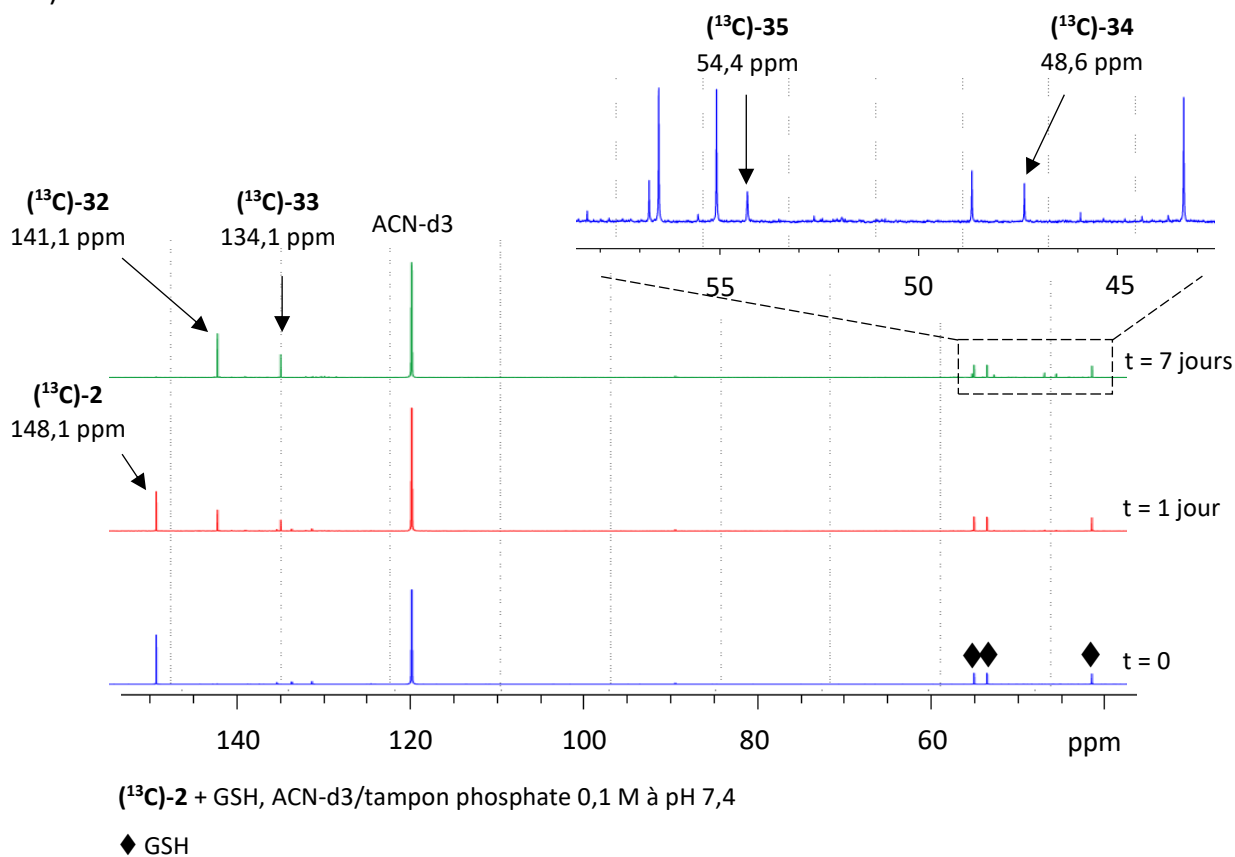 (¹³C)-35
54,4 ppm
(¹³C)-34
48,6 ppm
55
50
45
(¹³C)-32
141,1 ppm
(¹³C)-33
134,1 ppm
ACN-d3
t = 7 jours
(¹³C)-2
148,1 ppm
t = 1 jour
t = 0
140
120
100
80
60
ppm
(¹³C)-2 + GSH, ACN-d3/tampon phosphate 0,1 M à pH 7,4
♦ GSH